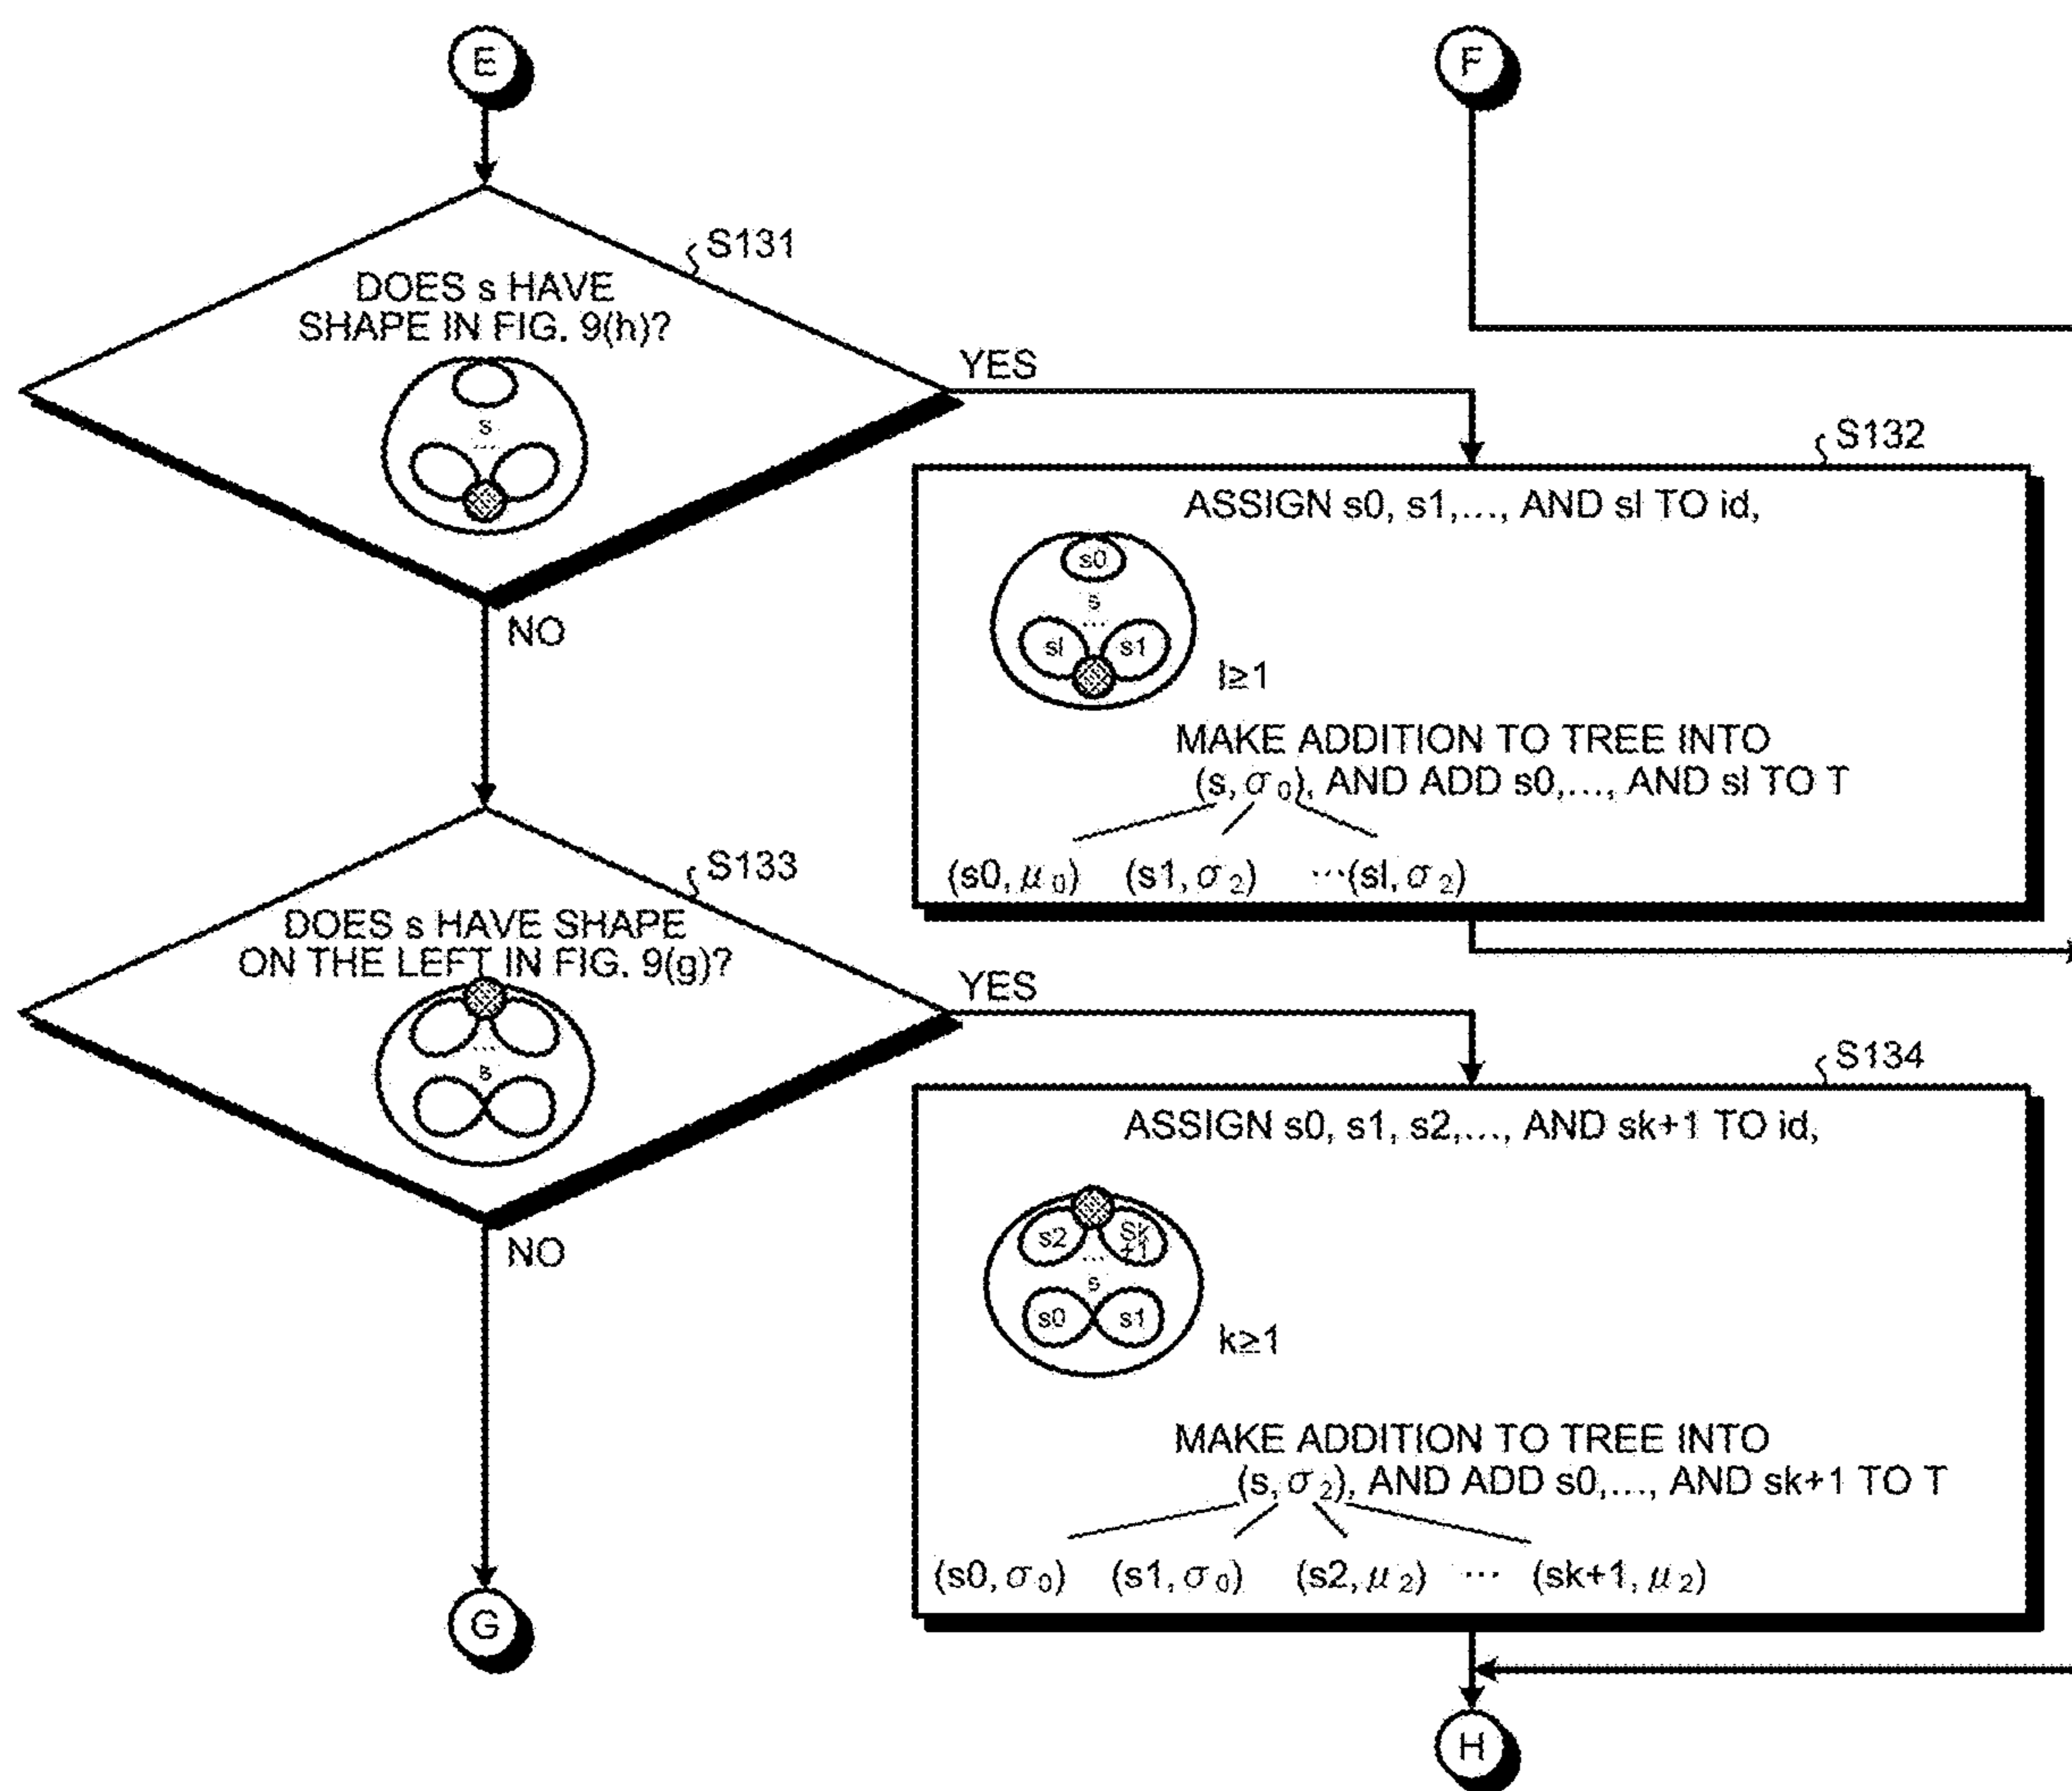 E
F
S131
DOES s HAVE
SHAPE IN FIG. 9(h)?
s
...
YES
NO
S132
ASSIGN s0, s1,..., AND sl TO id,
s0
s
...
sl
s1
l≥1
MAKE ADDITION TO TREE INTO
(s, σ0), AND ADD s0,..., AND sl TO T
(s0, μ0) (s1, σ2) ···(sl, σ2)
S133
DOES s HAVE SHAPE
ON THE LEFT IN FIG. 9(g)?
...
s
YES
NO
S134
ASSIGN s0, s1, s2,..., AND sk+1 TO id,
s2
...
sk
+1
s
s0
s1
k≥1
MAKE ADDITION TO TREE INTO
(s, σ2), AND ADD s0,..., AND sk+1 TO T
(s0, σ0) (s1, σ0) (s2, μ2) ··· (sk+1, μ2)
G
H